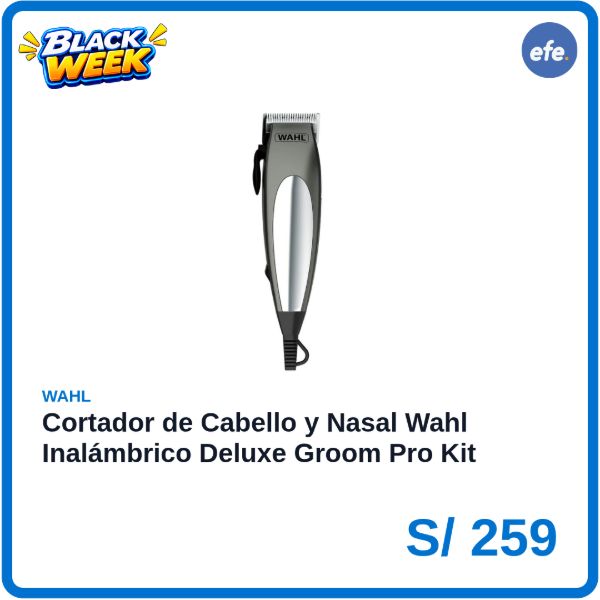 BLACK
WEEK
efe.
WAHL
WAHL
Cortador de Cabello y Nasal Wahl
Inalámbrico Deluxe Groom Pro Kit
S/ 259